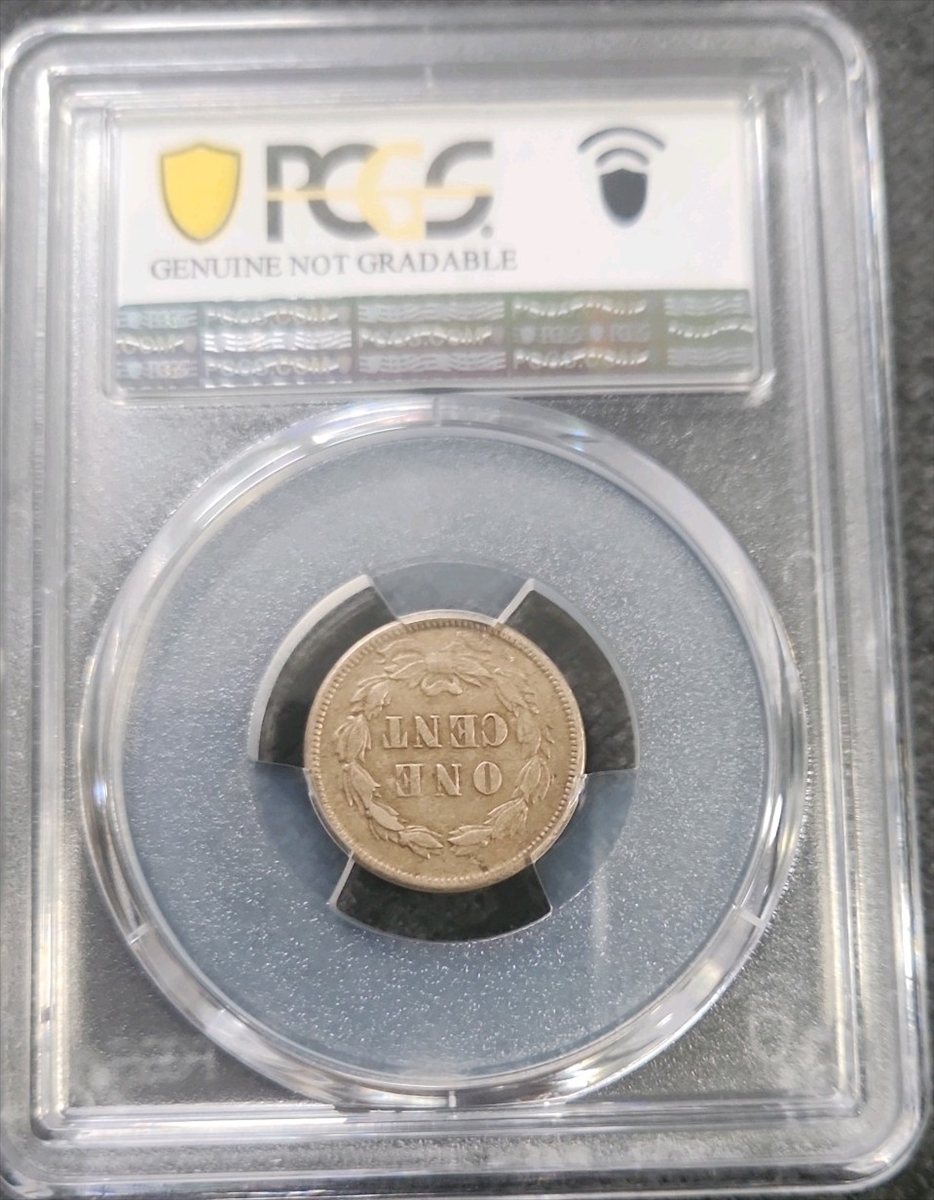 PCGS.
GENUINE NOT GRADABLE
ONE
CENT